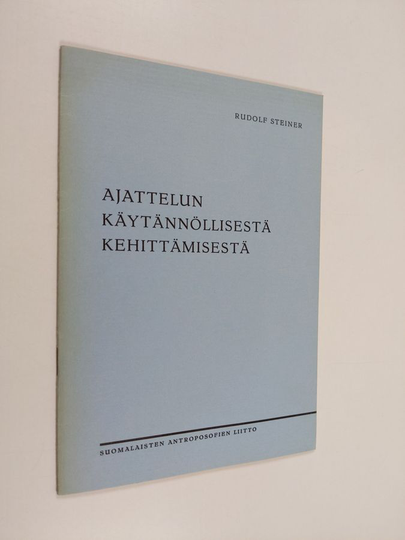 RUDOLF STEINER
AJATTELUN
KÄYTÄNNÖLLISESTÄ
KEHITTÄMISESTÄ
SUOMALAISTEN ANTROPOSOFIEN LIITTO